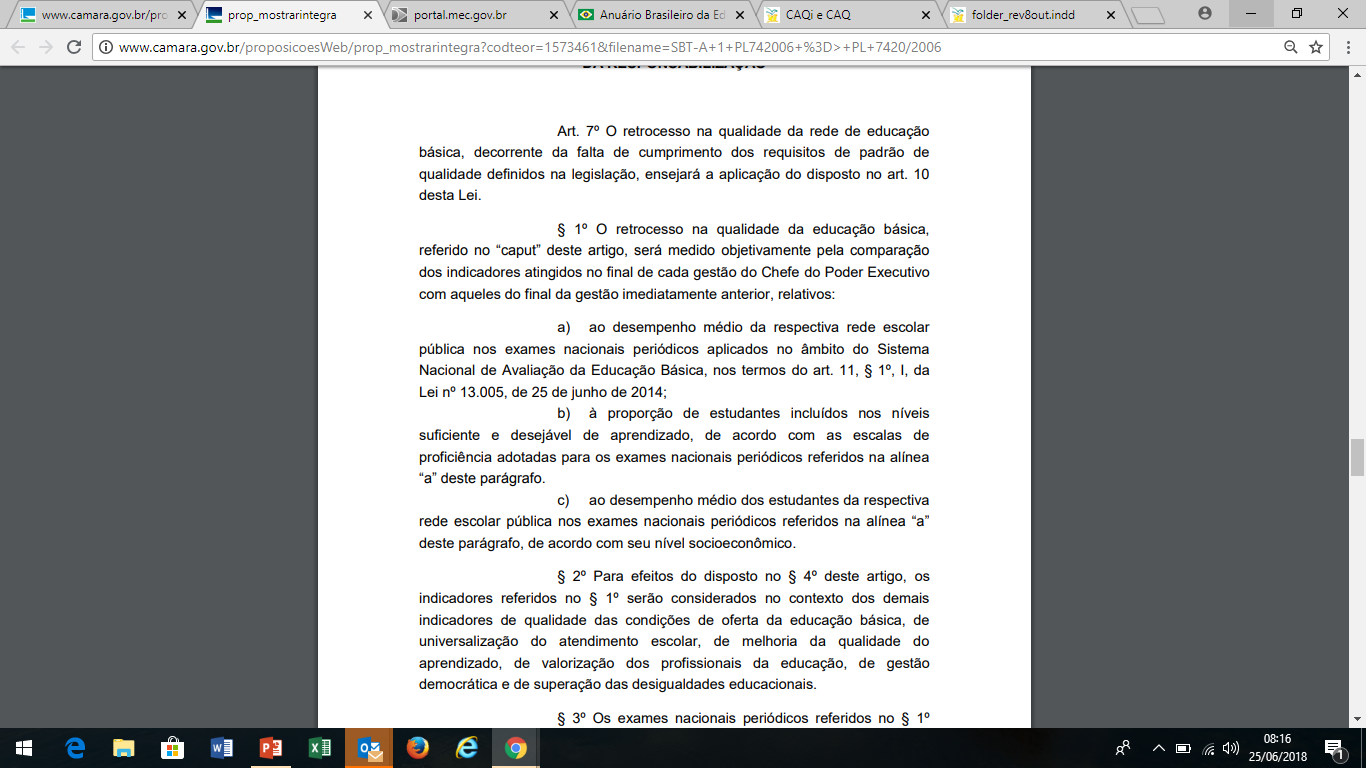 www.camara.gov.br/pro
prop_mostrarintegra
portal.mec.gov.br
Anuário Brasileiro da Ed
CAQi e CAQ
folder_rev8out.indd
www.camara.gov.br/proposicoesWeb/prop_mostrarintegra?codteor=1573461&filename=SBT-A+1+PL742006+%3D>+PL+7420/2006
DA RESPONSABILIZAÇÃO
Art. 7º O retrocesso na qualidade da rede de educação
básica, decorrente da falta de cumprimento dos requisitos de padrão de
qualidade definidos na legislação, ensejará a aplicação do disposto no art. 10
desta Lei.
§ 1º O retrocesso na qualidade da educação básica,
referido no “caput” deste artigo, será medido objetivamente pela comparação
dos indicadores atingidos no final de cada gestão do Chefe do Poder Executivo
com aqueles do final da gestão imediatamente anterior, relativos:
a) ao desempenho médio da respectiva rede escolar
pública nos exames nacionais periódicos aplicados no âmbito do Sistema
Nacional de Avaliação da Educação Básica, nos termos do art. 11, § 1º, I, da
Lei nº 13.005, de 25 de junho de 2014;
b) à proporção de estudantes incluídos nos níveis
suficiente e desejável de aprendizado, de acordo com as escalas de
proficiência adotadas para os exames nacionais periódicos referidos na alínea
“a” deste parágrafo.
c) ao desempenho médio dos estudantes da respectiva
rede escolar pública nos exames nacionais periódicos referidos na alínea “a”
deste parágrafo, de acordo com seu nível socioeconômico.
§ 2º Para efeitos do disposto no § 4º deste artigo, os
indicadores referidos no § 1º serão considerados no contexto dos demais
indicadores de qualidade das condições de oferta da educação básica, de
universalização do atendimento escolar, de melhoria da qualidade do
aprendizado, de valorização dos profissionais da educação, de gestão
democrática e de superação das desigualdades educacionais.
§ 3º Os exames nacionais periódicos referidos no § 1º
08:16
25/06/2018
1